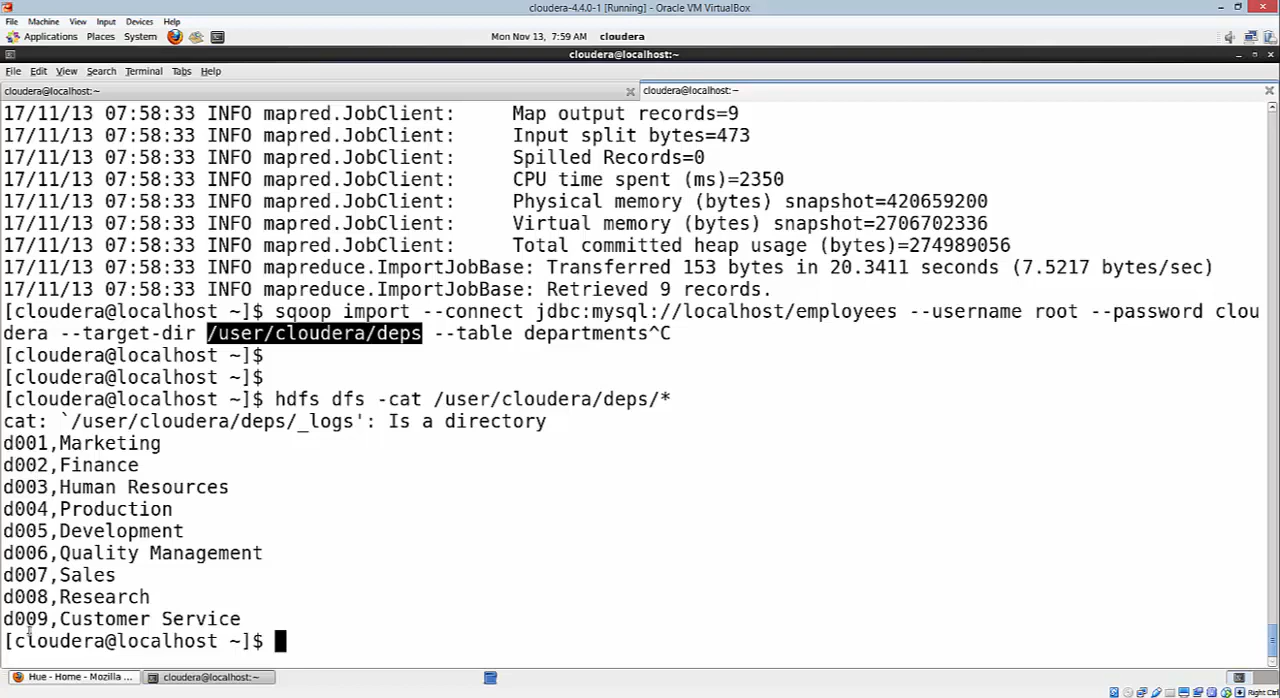 cloudera-4.4.0-1 [Running] - Oracle VM VirtualBox
File Machine View Input Devices Help
Applications Places System Mon Nov 13, 7:59 AM cloudera
cloudera@localhost:~
File Edit View Search Terminal Tabs Help
cloudera@localhost:~ cloudera@localhost:~
17/11/13 07:58:33 INFO mapred.JobClient:     Map output records=9
17/11/13 07:58:33 INFO mapred.JobClient:     Input split bytes=473
17/11/13 07:58:33 INFO mapred.JobClient:     Spilled Records=0
17/11/13 07:58:33 INFO mapred.JobClient:     CPU time spent (ms)=2350
17/11/13 07:58:33 INFO mapred.JobClient:     Physical memory (bytes) snapshot=420659200
17/11/13 07:58:33 INFO mapred.JobClient:     Virtual memory (bytes) snapshot=2706702336
17/11/13 07:58:33 INFO mapred.JobClient:     Total committed heap usage (bytes)=274989056
17/11/13 07:58:33 INFO mapreduce.ImportJobBase: Transferred 153 bytes in 20.3411 seconds (7.5217 bytes/sec)
17/11/13 07:58:33 INFO mapreduce.ImportJobBase: Retrieved 9 records.
[cloudera@localhost ~]$ sqoop import --connect jdbc:mysql://localhost/employees --username root --password clou
dera --target-dir /user/cloudera/deps --table departments^C
[cloudera@localhost ~]$
[cloudera@localhost ~]$
[cloudera@localhost ~]$ hdfs dfs -cat /user/cloudera/deps/*
cat: `/user/cloudera/deps/_logs': Is a directory
d001,Marketing
d002,Finance
d003,Human Resources
d004,Production
d005,Development
d006,Quality Management
d007,Sales
d008,Research
d009,Customer Service
[cloudera@localhost ~]$
Hue - Home - Mozilla ... cloudera@localhost:~
Right Ctrl